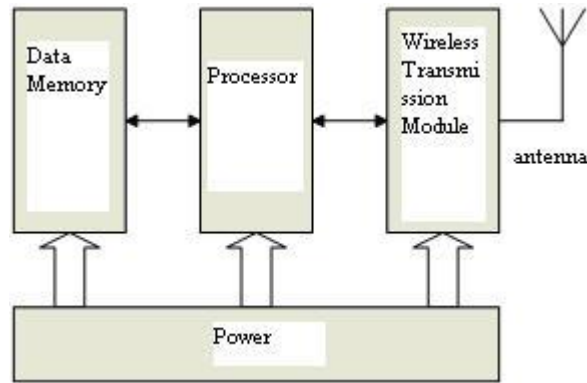 Data
Memory
Processor
Wireless
Transmi
ssion
Module
antenna
Power